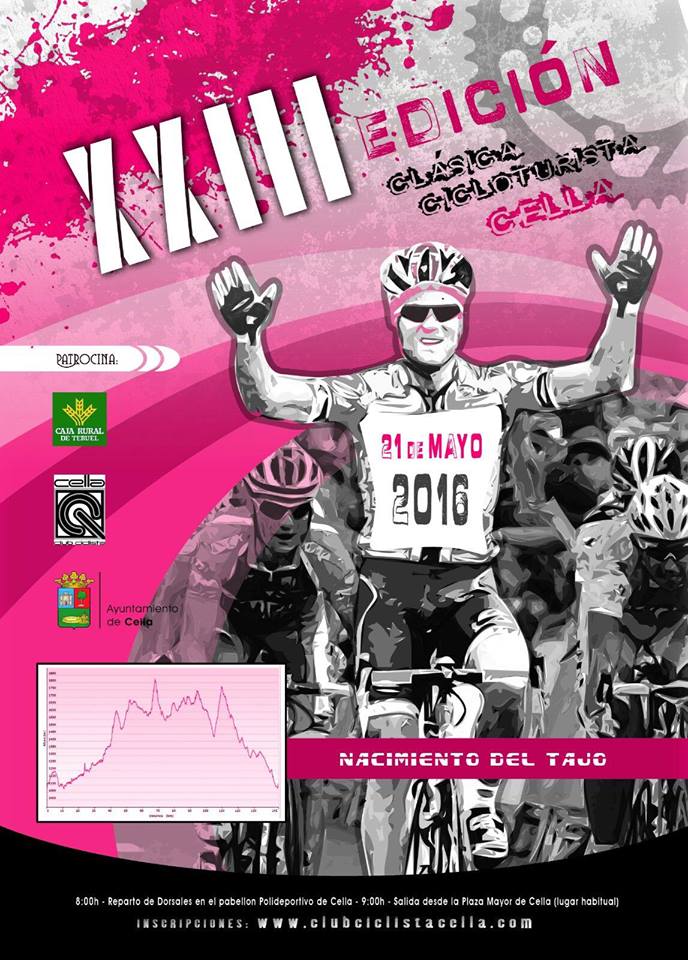 XXIII EDICIÓN
CLÁSICA
CICLOTURISTA
CELLA
PATROCINA:
CAJA RURAL
DE TERUEL
cella
club ciclista
Ayuntamiento
de Cella
21 DE MAYO
2016
NACIMIENTO DEL TAJO
8:00h - Reparto de Dorsales en el pabellon Polideportivo de Cella - 9:00h - Salida desde la Plaza Mayor de Cella (lugar habitual)
INSCRIPCIONES: www.clubciclistacella.com